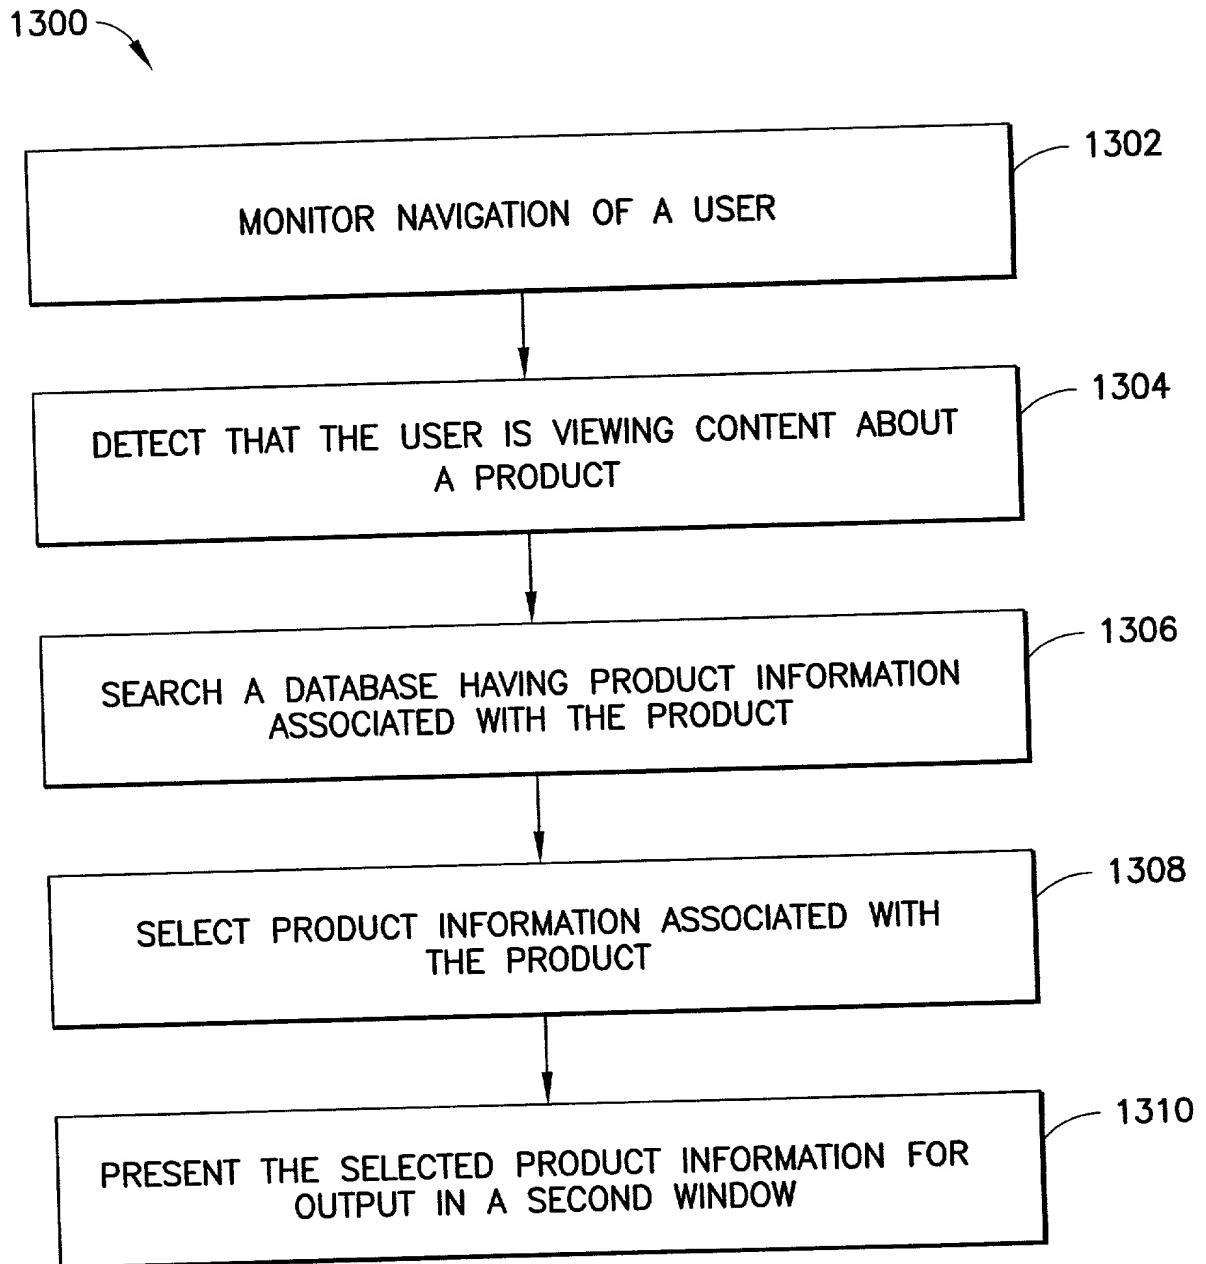 1300
MONITOR NAVIGATION OF A USER
1302
DETECT THAT THE USER IS VIEWING CONTENT ABOUT
A PRODUCT
1304
SEARCH A DATABASE HAVING PRODUCT INFORMATION
ASSOCIATED WITH THE PRODUCT
1306
SELECT PRODUCT INFORMATION ASSOCIATED WITH
THE PRODUCT
1308
PRESENT THE SELECTED PRODUCT INFORMATION FOR
OUTPUT IN A SECOND WINDOW
1310